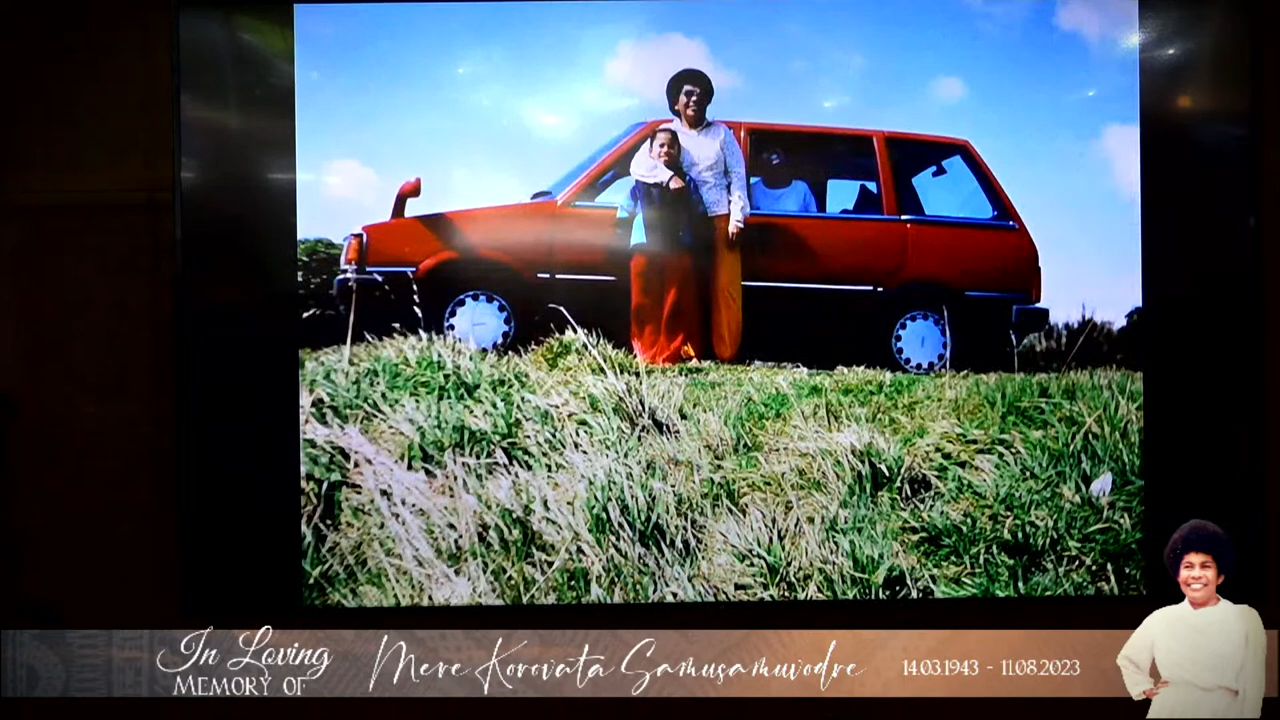 In Loving
MEMORY OF
Mere Korovata Samusamuvodre
14.03.1943 - 11.08.2023